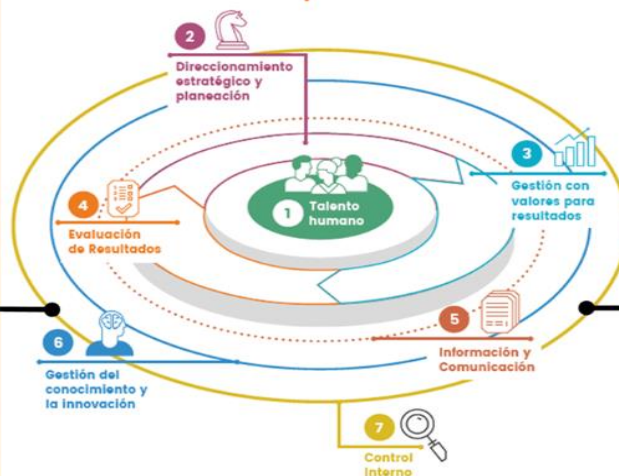 2
Direccionamiento
estratégico y
planeación
3
Gestión con
valores para
resultados
1 Talento
humano
4
Evaluación
de Resultados
5
Información y
Comunicación
6
Gestión del
conocimiento y
la innovación
7
Control
Interno